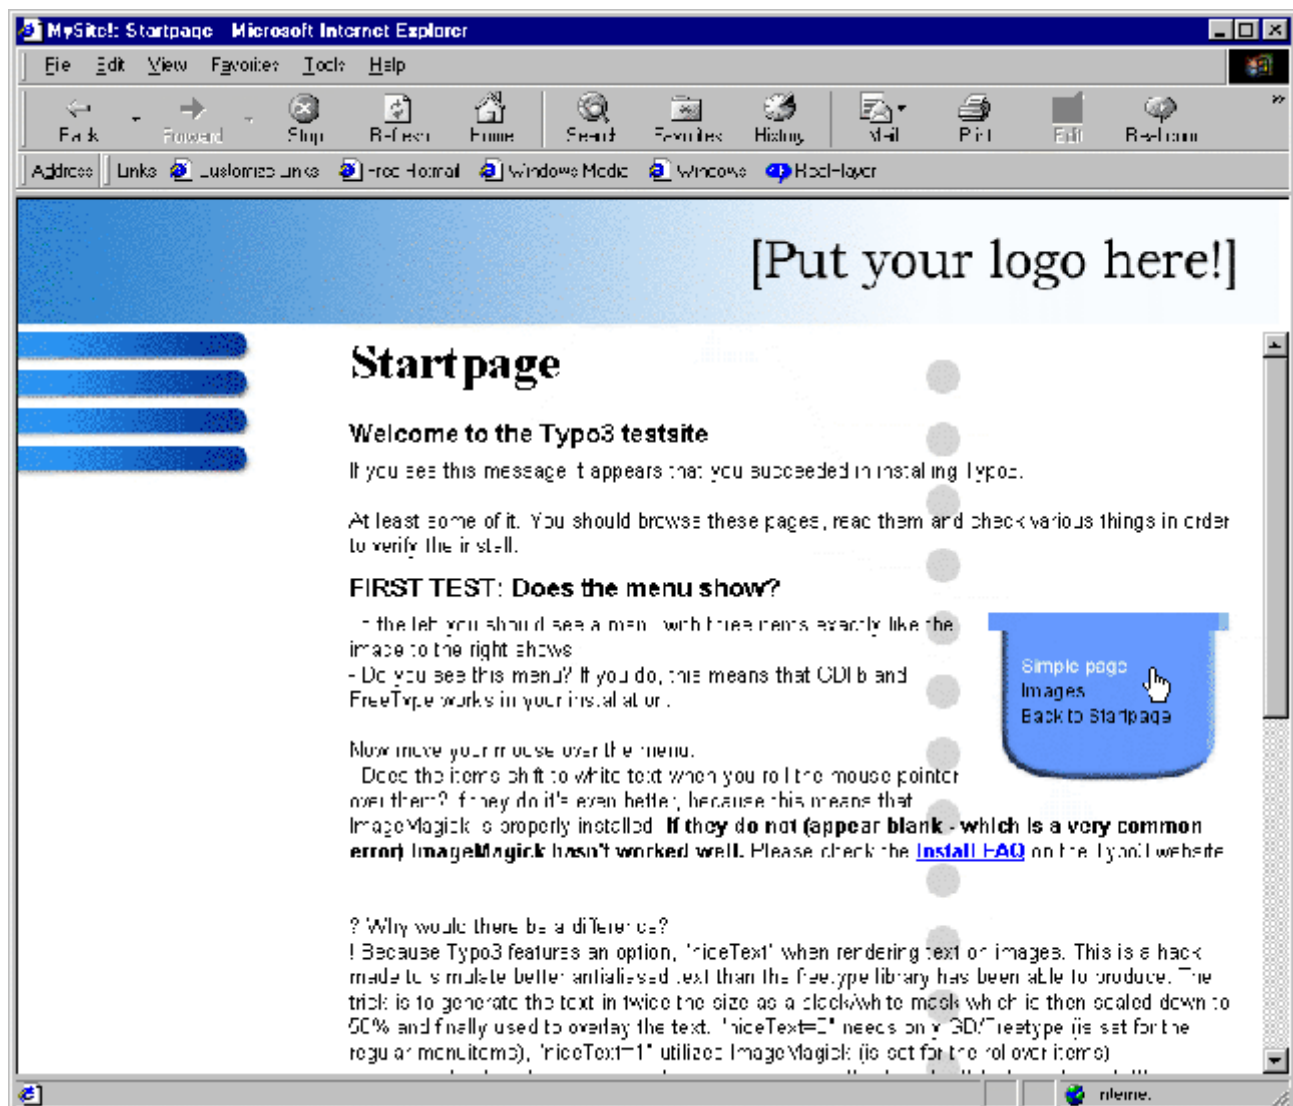 MySite!: Startpage Microsoft Internet Explorer
File Edit View Favorites Tools Help
Back Forward Stop Refresh Home Search Favorites History Mail Print Edit Real.com
Address Links Customize Links Free Hotmail Windows Media Windows RealPlayer
[Put your logo here!]
Startpage
Welcome to the Typo3 testsite
If you see this message it appears that you succeeded in installing Typo3.
At least some of it. You should browse these pages, read them and check various things in order
to verify the install.
FIRST TEST: Does the menu show?
the left you should see a menu with three items exactly like the
image to the right shows
- Do you see this menu? If you do, this means that GDlib and
FreeType works in your installation.
Simple page
Images
Back to Startpage
Now move your mouse over the menu.
- Does the items shift to white text when you roll the mouse pointer
over them? If they do it's even better, because this means that
ImageMagick is properly installed. If they do not (appear blank - which is a very common
error) ImageMagick hasn't worked well. Please check the Install FAQ on the Typo3 website
? Why would there be a difference?
! Because Typo3 features an option, "niceText" when rendering text on images. This is a hack
made to simulate better antialiased text than the freetype library has been able to produce. The
trick is to generate the text in twice the size as a black/white mask which is then scaled down to
50% and finally used to overlay the text. "niceText=0" needs only GD/Freetype (is set for the
regular menuitems), "niceText=1" utilizes ImageMagick (is set for the rollover items)
Internet